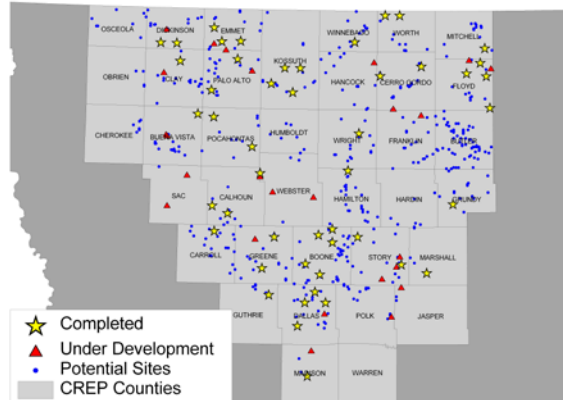 OSCEOLA DICKINSON EMMET WINNEBAGO WORTH MITCHELL
KOSSUTH
OBRIEN CLAY PALO ALTO HANCOCK CERRO GORDO FLOYD
CHEROKEE BUENA VISTA POCAHONTAS HUMBOLDT WRIGHT FRANKLIN BUTLER
SAC CALHOUN WEBSTER HAMILTON HARDIN GRUNDY
CARROLL GREENE BOONE STORY MARSHALL
GUTHRIE DALLAS POLK JASPER
MADISON WARREN
Completed
Under Development
Potential Sites
CREP Counties